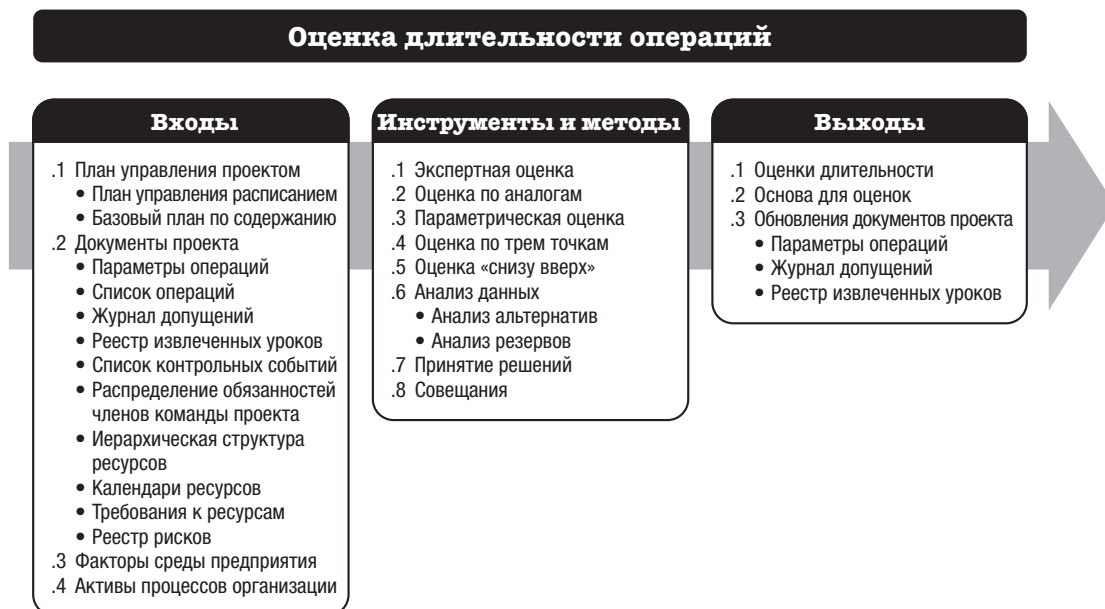 Оценка длительности операций
Входы
.1 План управления проектом
• План управления расписанием
• Базовый план по содержанию
.2 Документы проекта
• Параметры операций
• Список операций
• Журнал допущений
• Реестр извлеченных уроков
• Список контрольных событий
• Распределение обязанностей
членов команды проекта
• Иерархическая структура
ресурсов
• Календари ресурсов
• Требования к ресурсам
• Реестр рисков
.3 Факторы среды предприятия
.4 Активы процессов организации
Инструменты и методы
.1 Экспертная оценка
.2 Оценка по аналогам
.3 Параметрическая оценка
.4 Оценка по трем точкам
.5 Оценка «снизу вверх»
.6 Анализ данных
• Анализ альтернатив
• Анализ резервов
.7 Принятие решений
.8 Совещания
Выходы
.1 Оценки длительности
.2 Основа для оценок
.3 Обновления документов проекта
• Параметры операций
• Журнал допущений
• Реестр извлеченных уроков